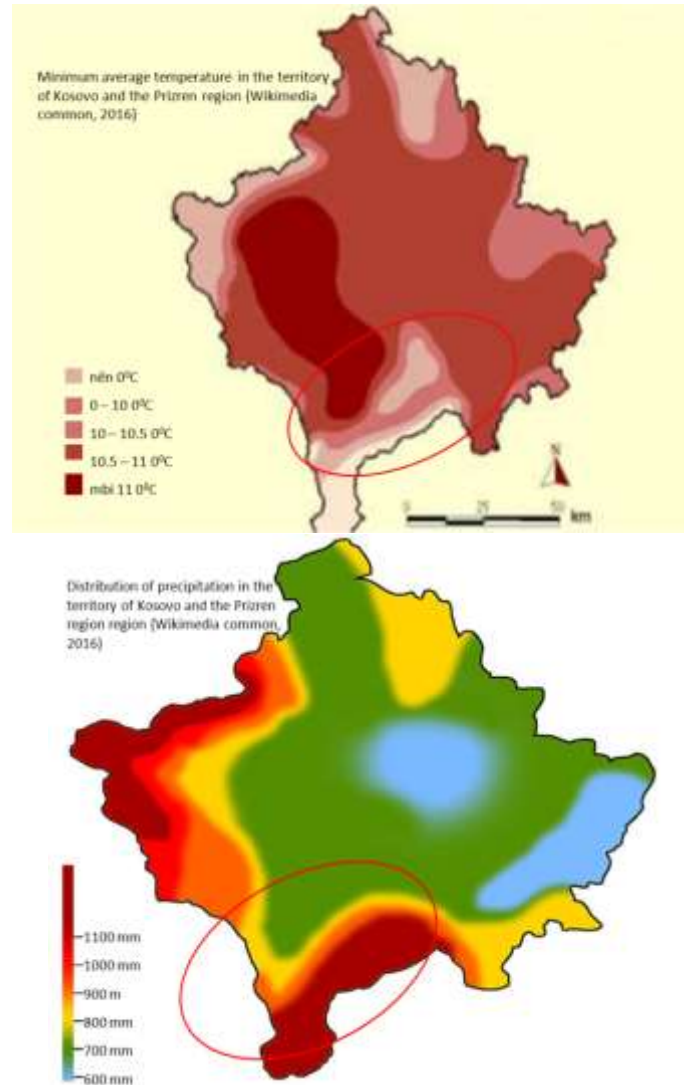 Minimum average temperature in the territory
of Kosovo and the Prizren region (Wikimedia
common, 2016)
nën 0⁰C
0 – 10 0⁰C
10 – 10.5 0⁰C
10.5 – 11 0⁰C
mbi 11 0⁰C
N
0 25 50 km
Distribution of precipitation in the
territory of Kosovo and the Prizren
region region (Wikimedia common,
2016)
1100 mm
1000 mm
900 m
800 mm
700 mm
600 mm